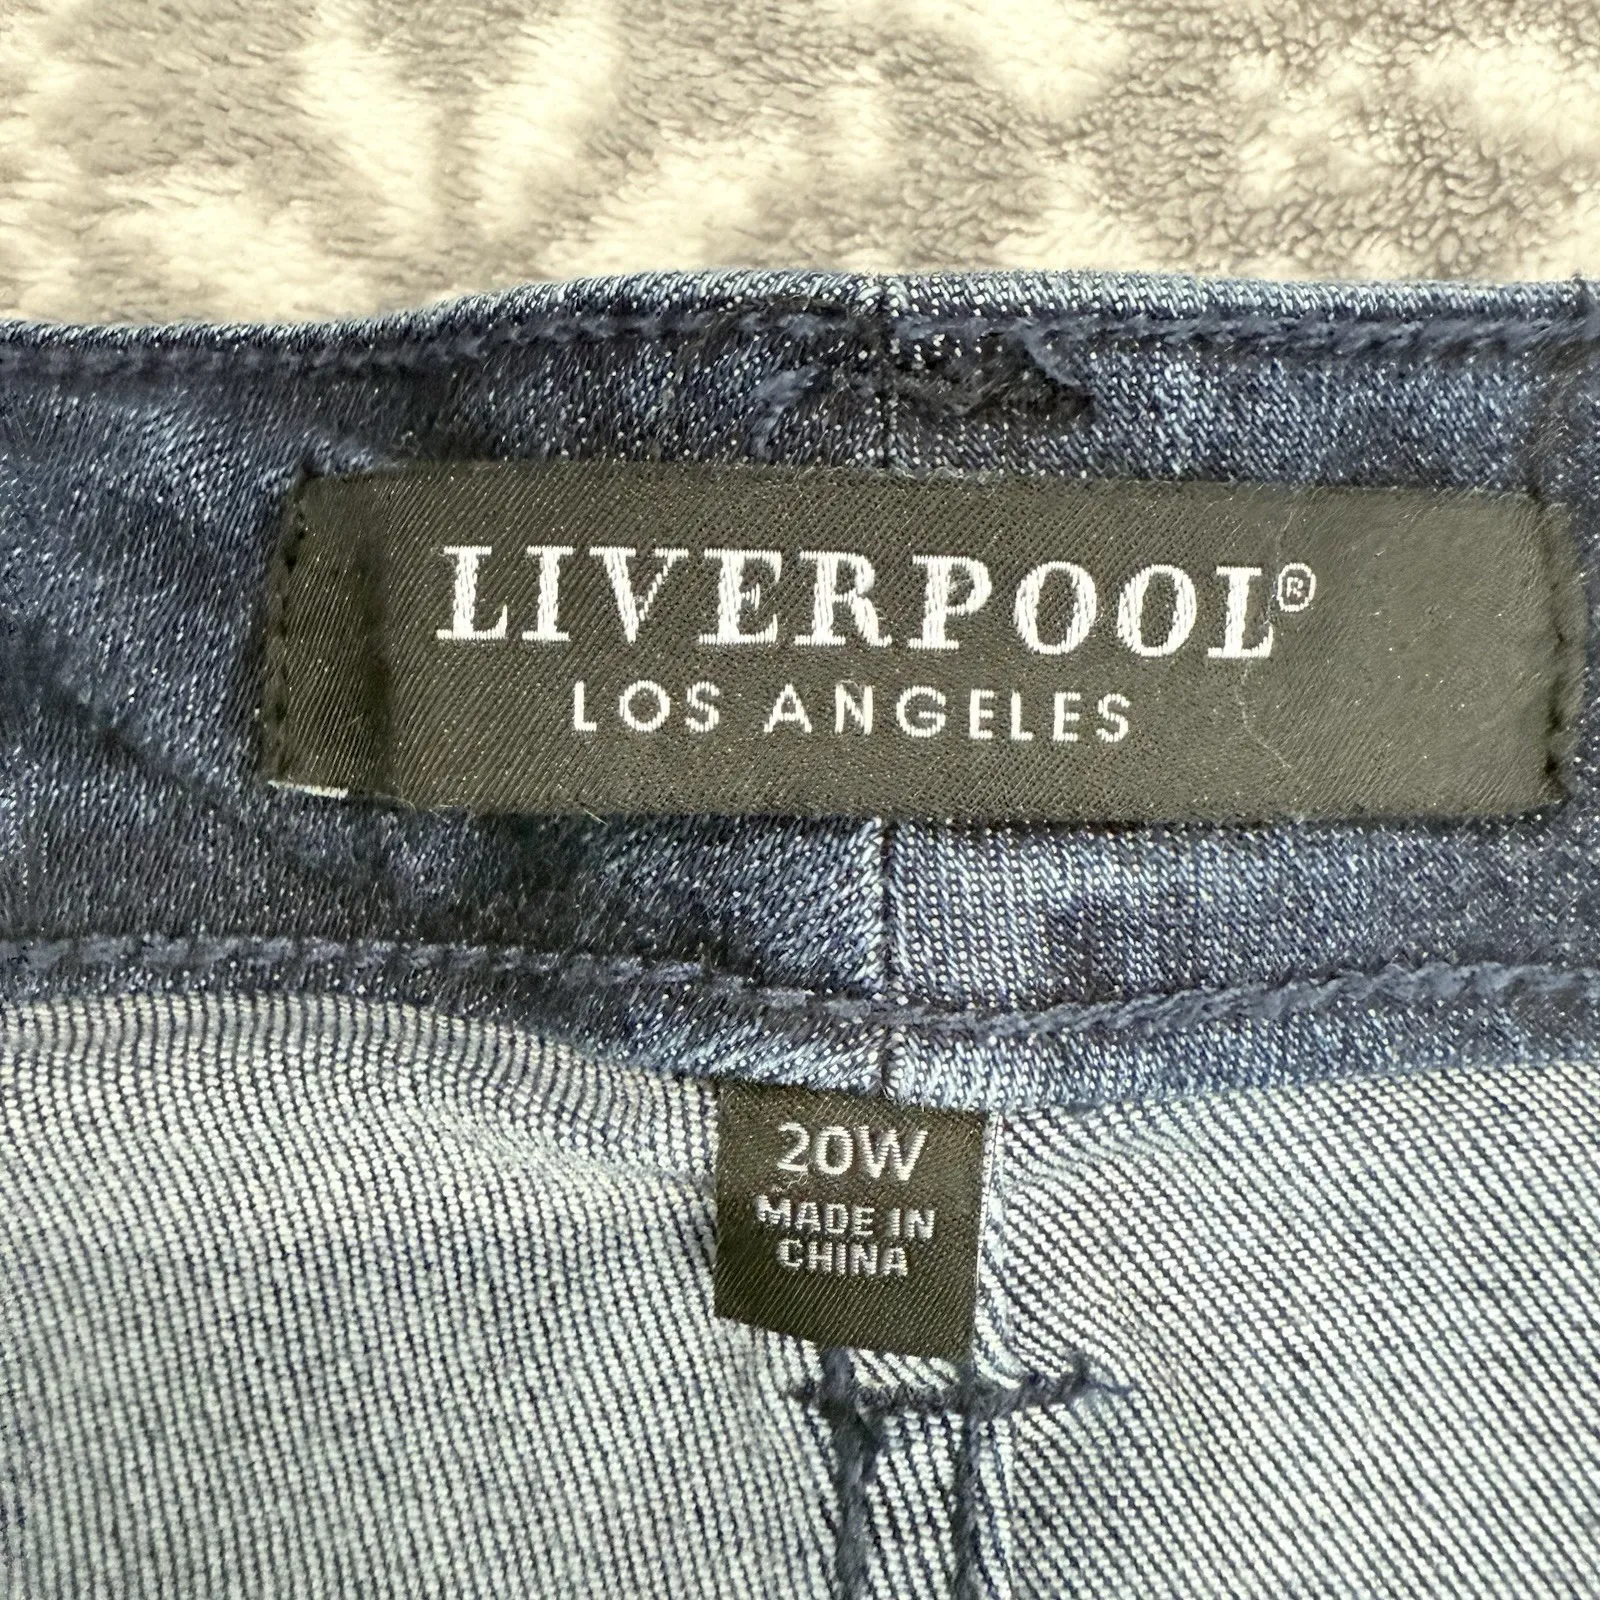 LIVERPOOL®
LOS ANGELES
20W
MADE IN
CHINA